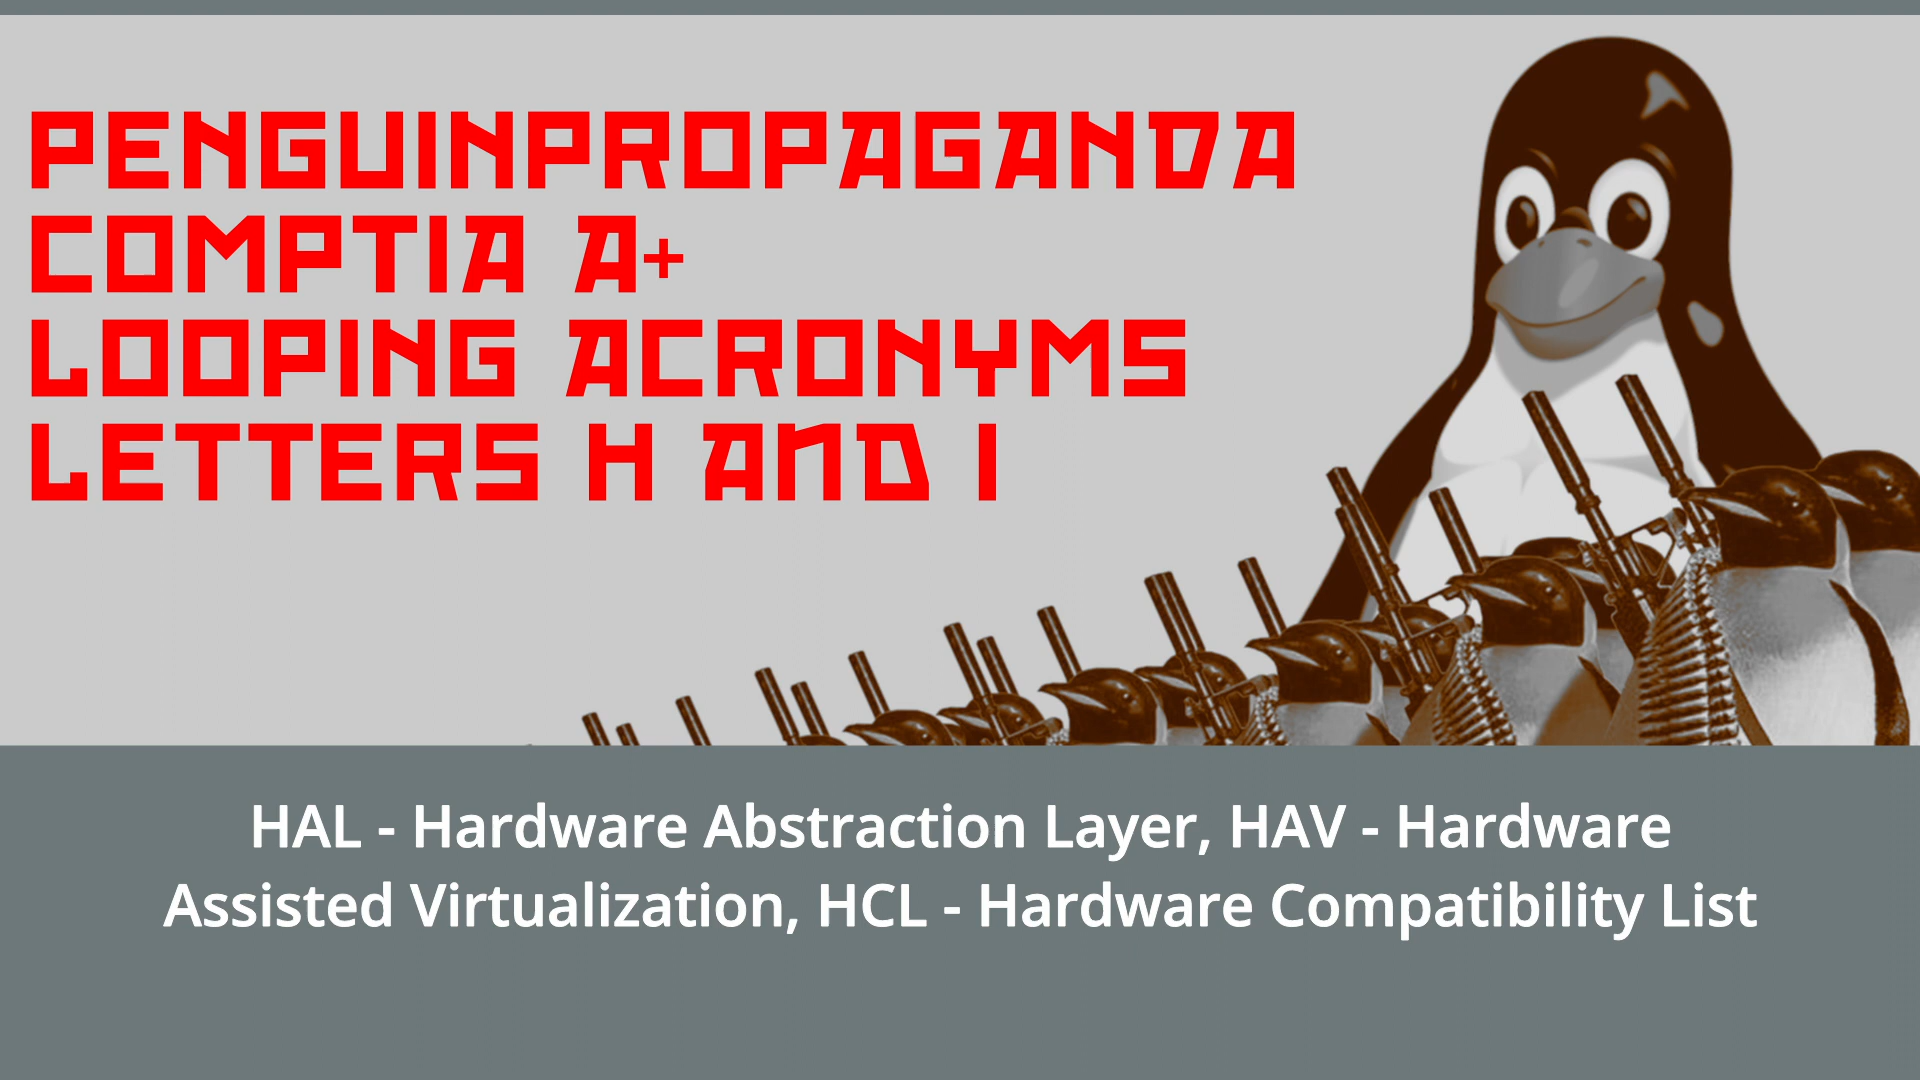 PENGUINPROPAGANDA
COMPTIA A+
LOOPING ACRONYMS
LETTERS H AND I
HAL - Hardware Abstraction Layer, HAV - Hardware
Assisted Virtualization, HCL - Hardware Compatibility List